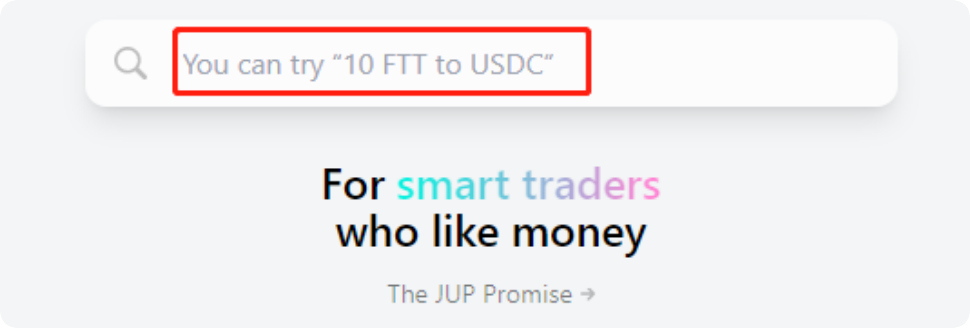 You can try “10 FTT to USDC”
For smart traders
who like money
The JUP Promise →